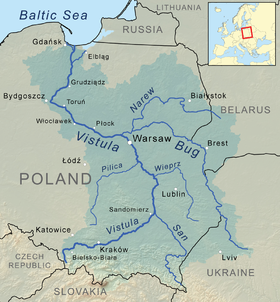 Baltic Sea
LITHUANIA
RUSSIA
Gdańsk
Elbląg
Grudziądz
Bydgoszcz
Toruń
Narew
Białystok
BELARUS
Włocławek
Płock
Vistula
Warsaw
Bug
Brest
Łódź
Pilica
Wieprz
POLAND
Lublin
Sandomierz
Vistula
San
Katowice
Kraków
Bielsko-Biała
Lviv
CZECH
REPUBLIC
UKRAINE
SLOVAKIA